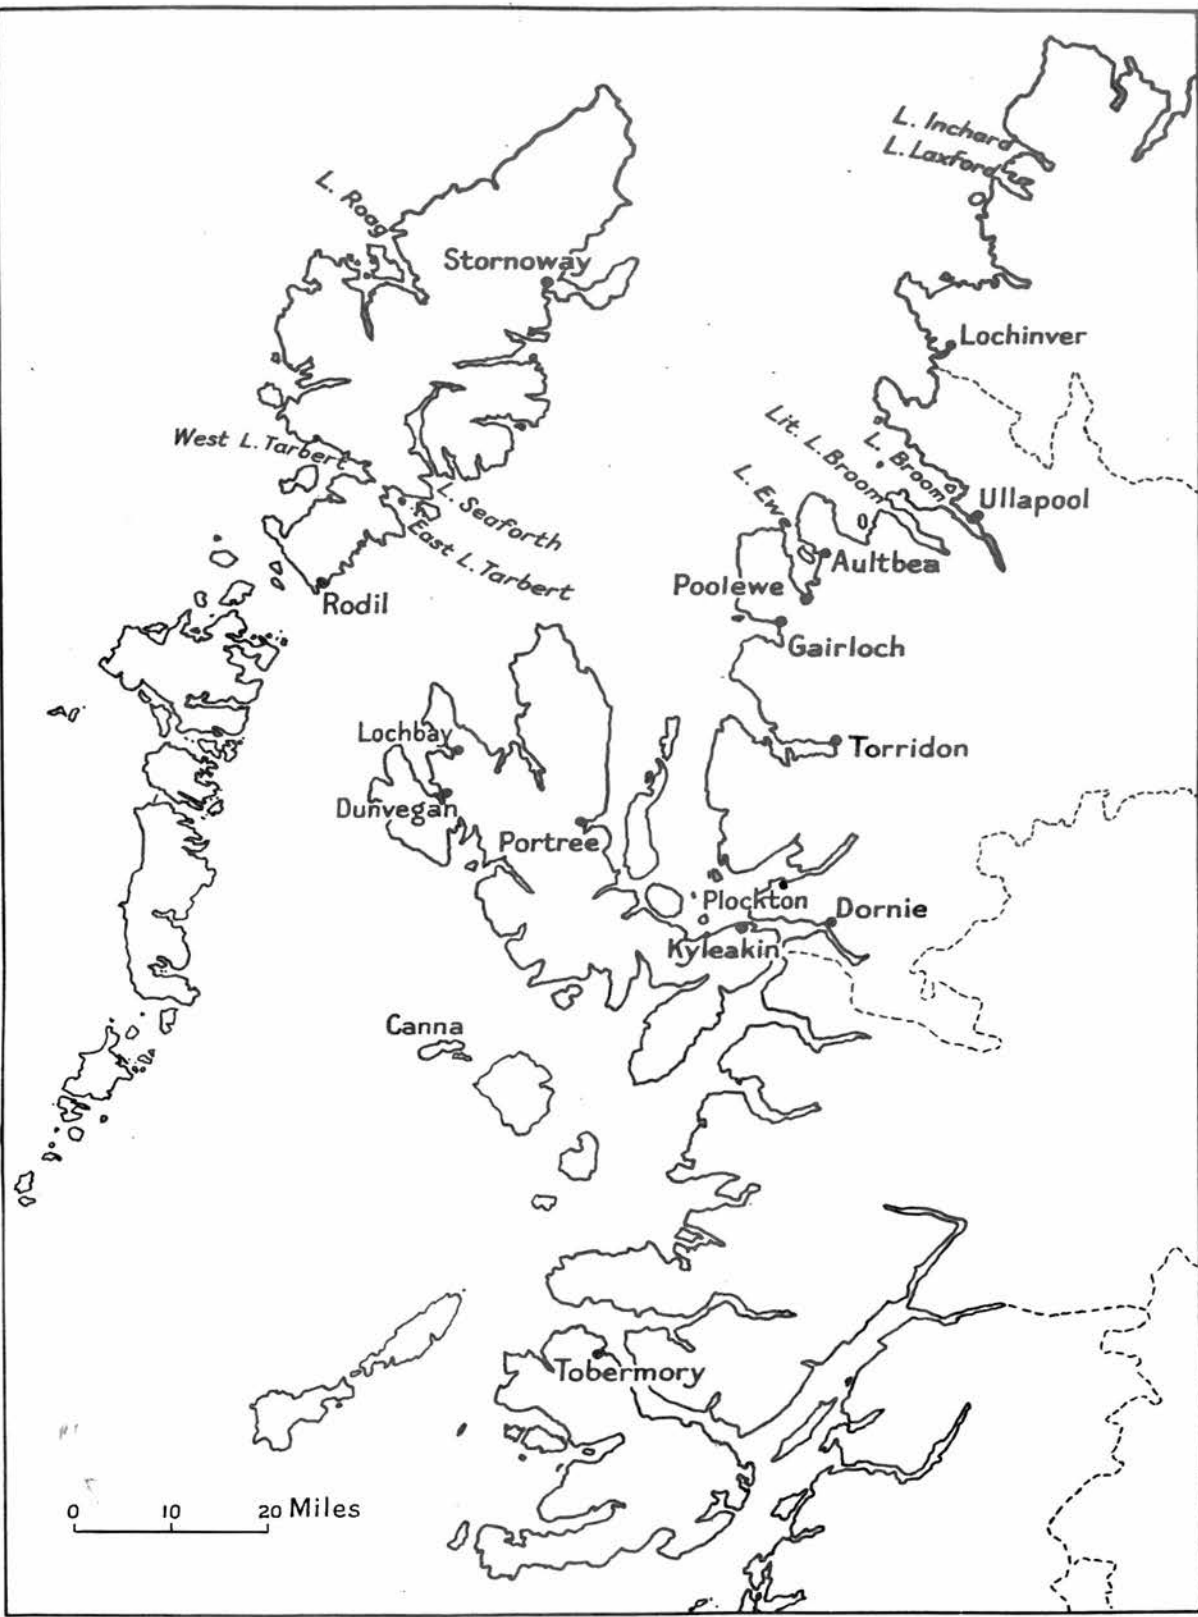 L. Inchard
L. Laxford
L. Roag
Stornoway
Lochinver
West L. Tarbert
Lit. L. Broom
L. Broom
L. Ewe
L. Seaforth
Ullapool
East L. Tarbert
Aultbea
Poolewe
Rodil
Gairloch
Lochbay
Torridon
Dunvegan
Portree
Plockton
Dornie
Kyleakin
Canna
Tobermory
0 10 20 Miles